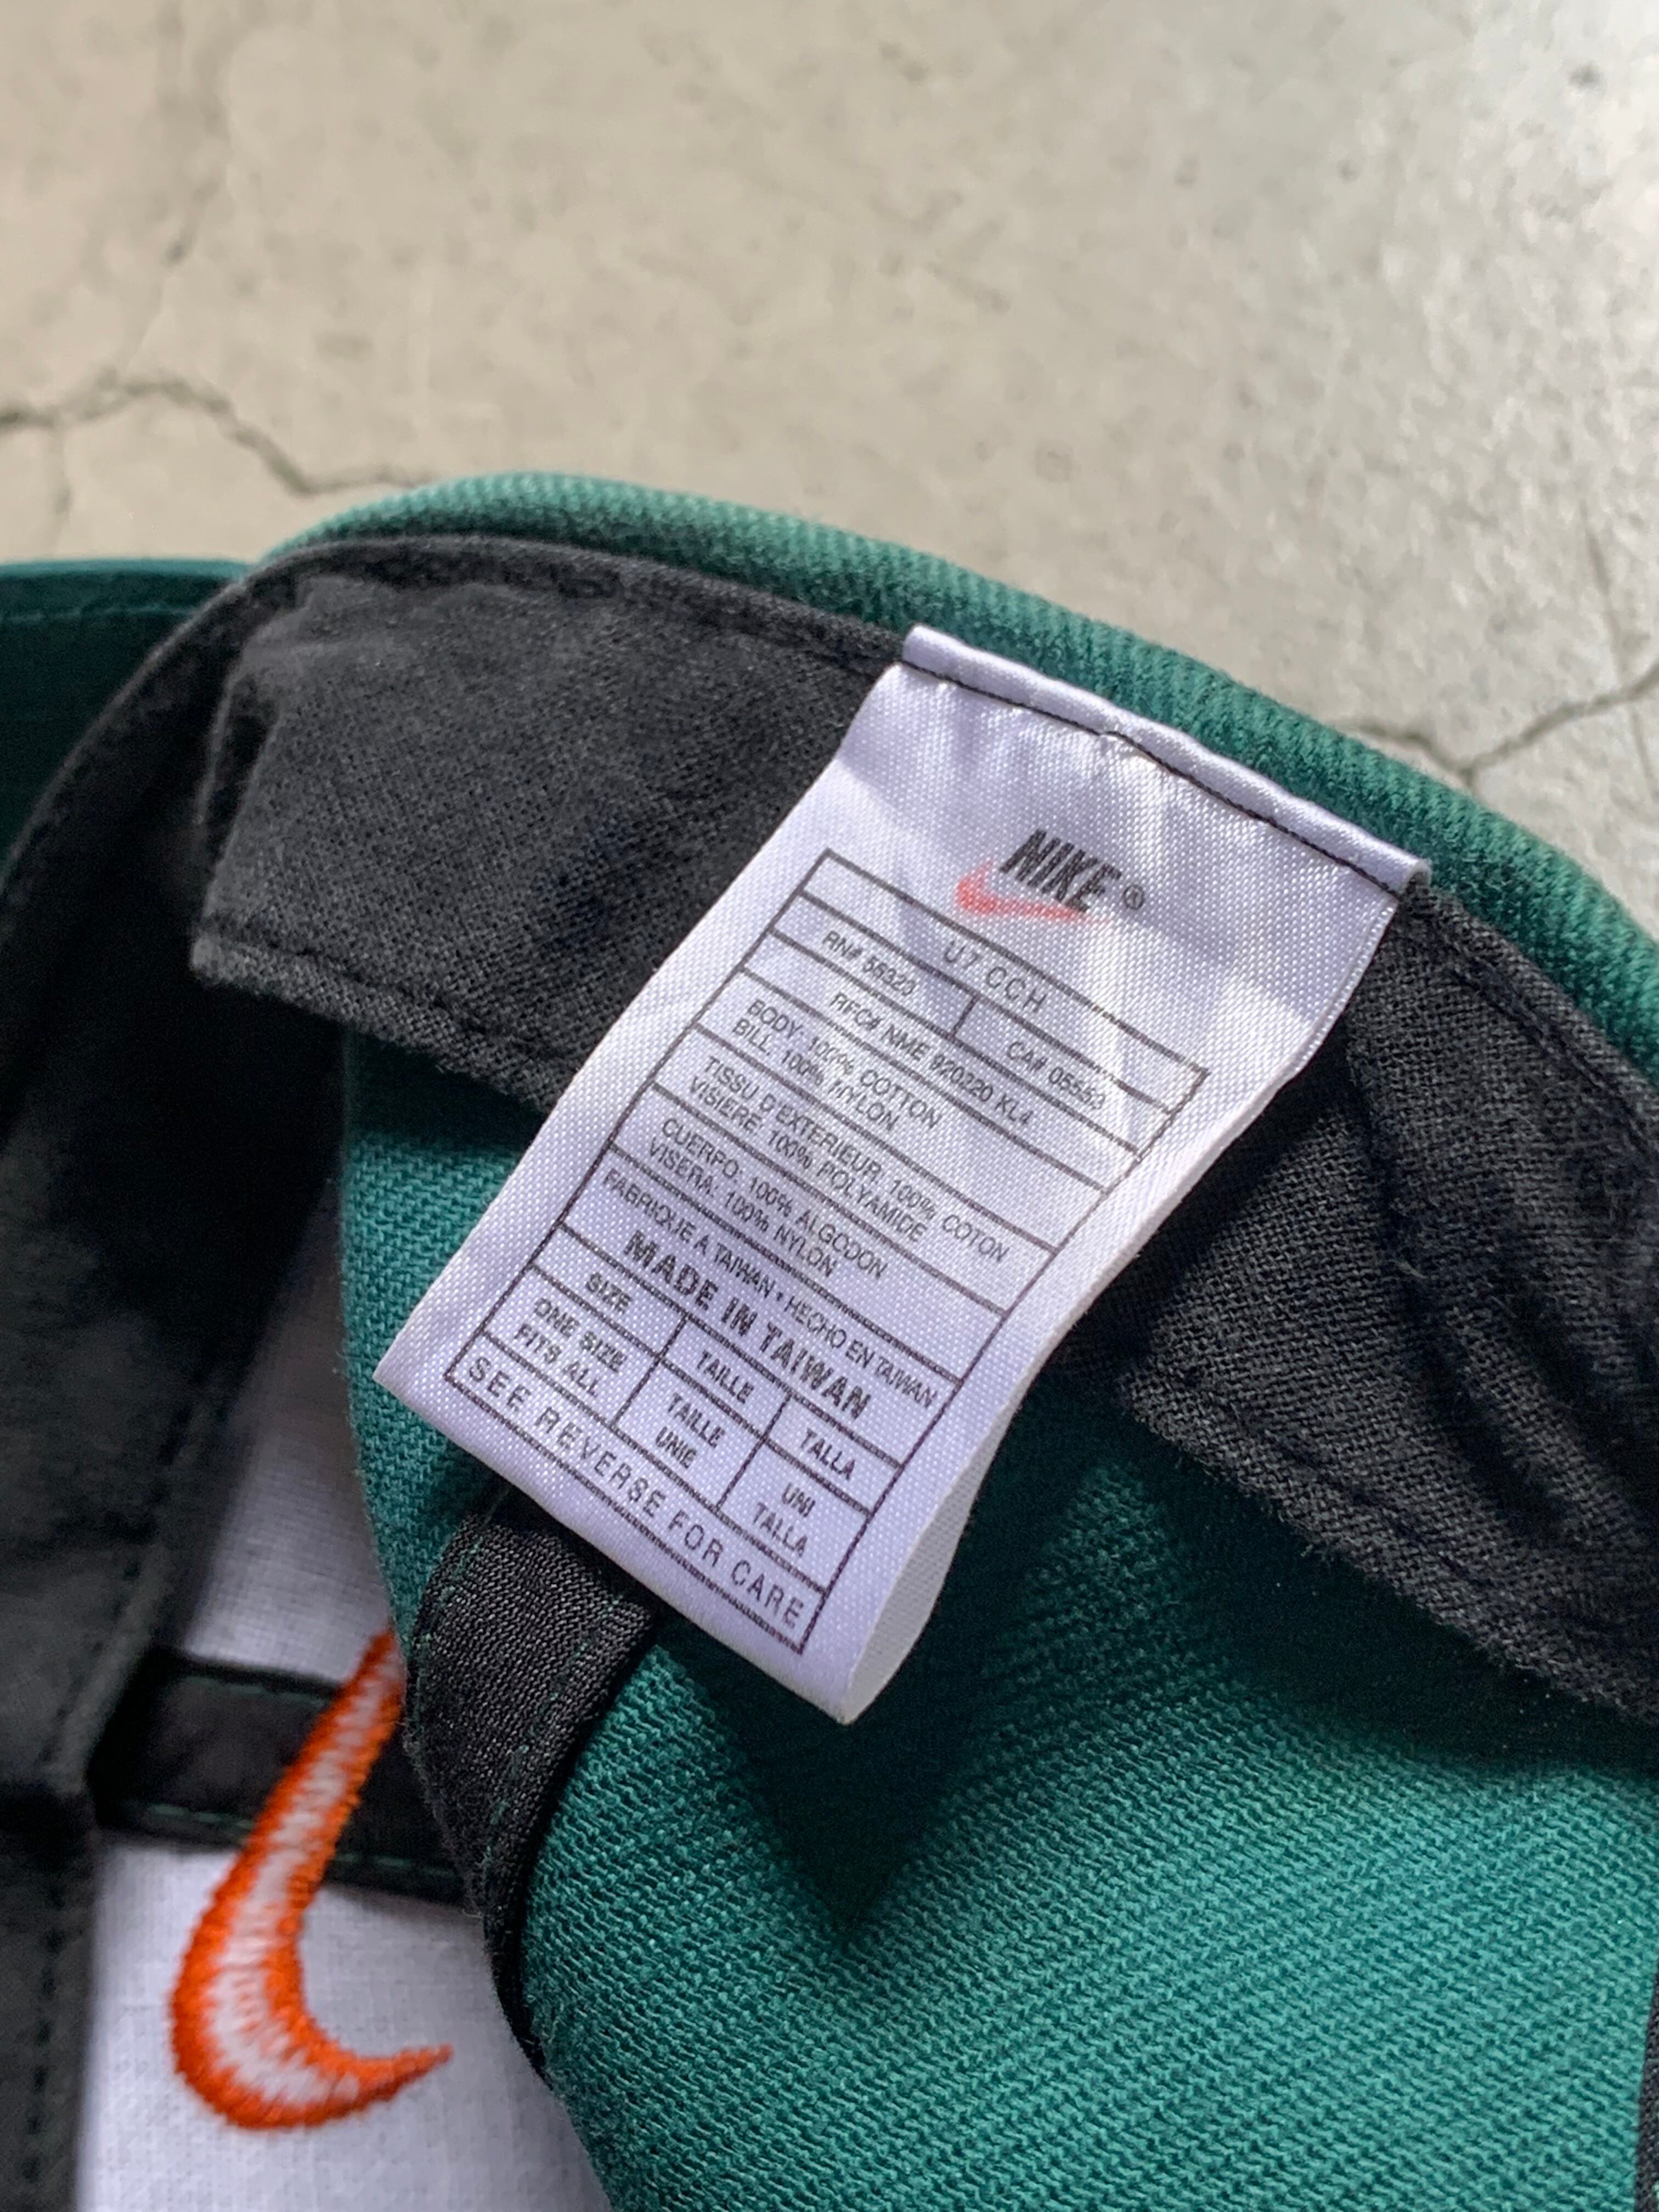 NIKE®
U7 CCH
RN# 56323 CA# 05553
RFC# NME 920220 KL4
BODY: 100% COTTON
BILL: 100% NYLON
TISSU D'EXTERIEUR: 100% COTON
VISIERE: 100% POLYAMIDE
CUERPO: 100% ALGODON
VISERA: 100% NYLON
FABRIQUE A TAIWAN • HECHO EN TAIWAN
MADE IN TAIWAN
SIZE TAILLE TALLA
ONE SIZE TAILLE UNI
FITS ALL UNIC TALLA
SEE REVERSE FOR CARE